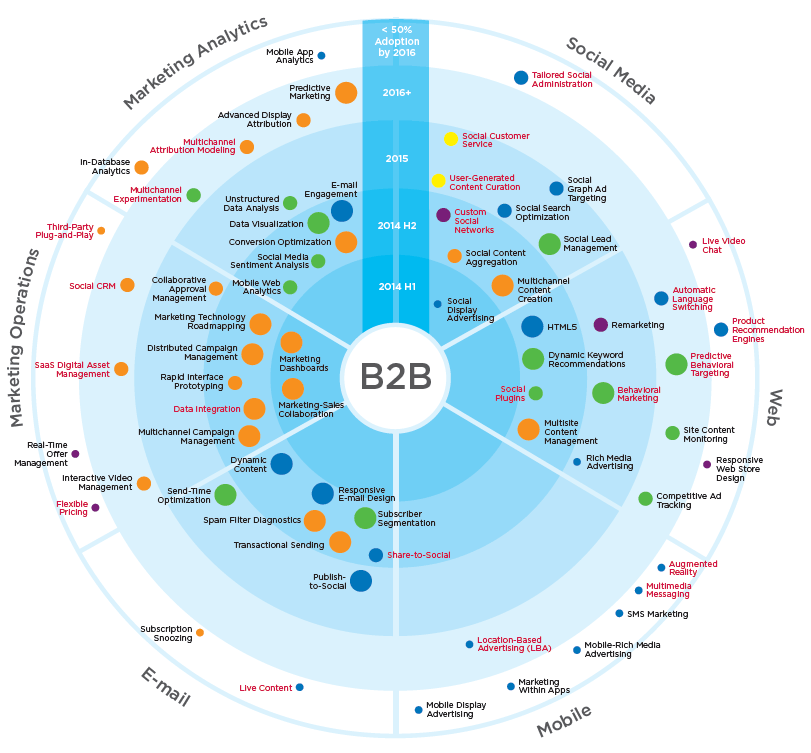 Marketing Analytics
Social Media
< 50%
Adoption
by 2016
2016+
2015
2014 H2
2014 H1
B2B
Mobile App
Analytics
Predictive
Marketing
Advanced Display
Attribution
Multichannel
Attribution Modeling
In-Database
Analytics
Multichannel
Experimentation
Unstructured
Data Analysis
E-mail
Engagement
Data Visualization
Conversion Optimization
Social Media
Sentiment Analysis
Mobile Web
Analytics
Tailored Social
Administration
Social Customer
Service
User-Generated
Content Curation
Social
Graph Ad
Targeting
Custom
Social
Networks
Social Search
Optimization
Social Lead
Management
Social Content
Aggregation
Multichannel
Content
Creation
Social
Display
Advertising
Marketing Operations
Third-Party
Plug-and-Play
Social CRM
Collaborative
Approval
Management
Marketing Technology
Roadmapping
Distributed Campaign
Management
Marketing
Dashboards
SaaS Digital Asset
Management
Rapid Interface
Prototyping
Marketing-Sales
Collaboration
Data Integration
Multichannel Campaign
Management
Real-Time
Offer
Management
Interactive Video
Management
Flexible
Pricing
Web
Live Video
Chat
Automatic
Language
Switching
Product
Recommendation
Engines
HTML5
Remarketing
Dynamic Keyword
Recommendations
Predictive
Behavioral
Targeting
Social
Plugins
Behavioral
Marketing
Multisite
Content
Management
Site Content
Monitoring
Rich Media
Advertising
Responsive
Web Store
Design
Competitive Ad
Tracking
E-mail
Dynamic
Content
Send-Time
Optimization
Responsive
E-mail Design
Spam Filter Diagnostics
Subscriber
Segmentation
Transactional Sending
Share-to-Social
Publish-
to-Social
Subscription
Snoozing
Live Content
Mobile
Augmented
Reality
Multimedia
Messaging
SMS Marketing
Location-Based
Advertising (LBA)
Mobile-Rich Media
Advertising
Marketing
Within Apps
Mobile Display
Advertising